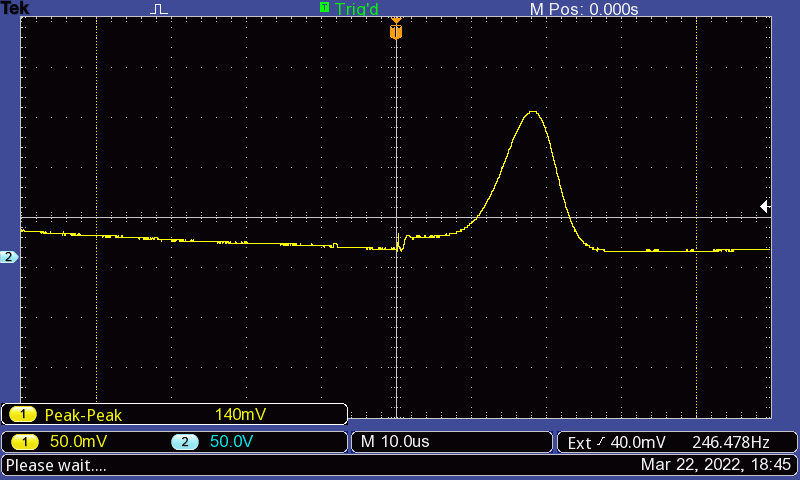 Tek T Trig'd M Pos: 0.000s
T
2
1 Peak-Peak 140mV
1 50.0mV 2 50.0V M 10.0us Ext 40.0mV 246.478Hz
Please wait.... Mar 22, 2022, 18:45